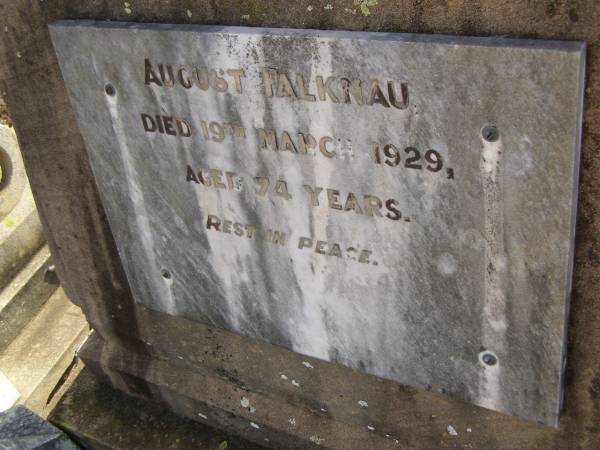 AUGUST FALKNAU
DIED 19TH MARCH 1929,
AGED 74 YEARS.
REST IN PEACE.